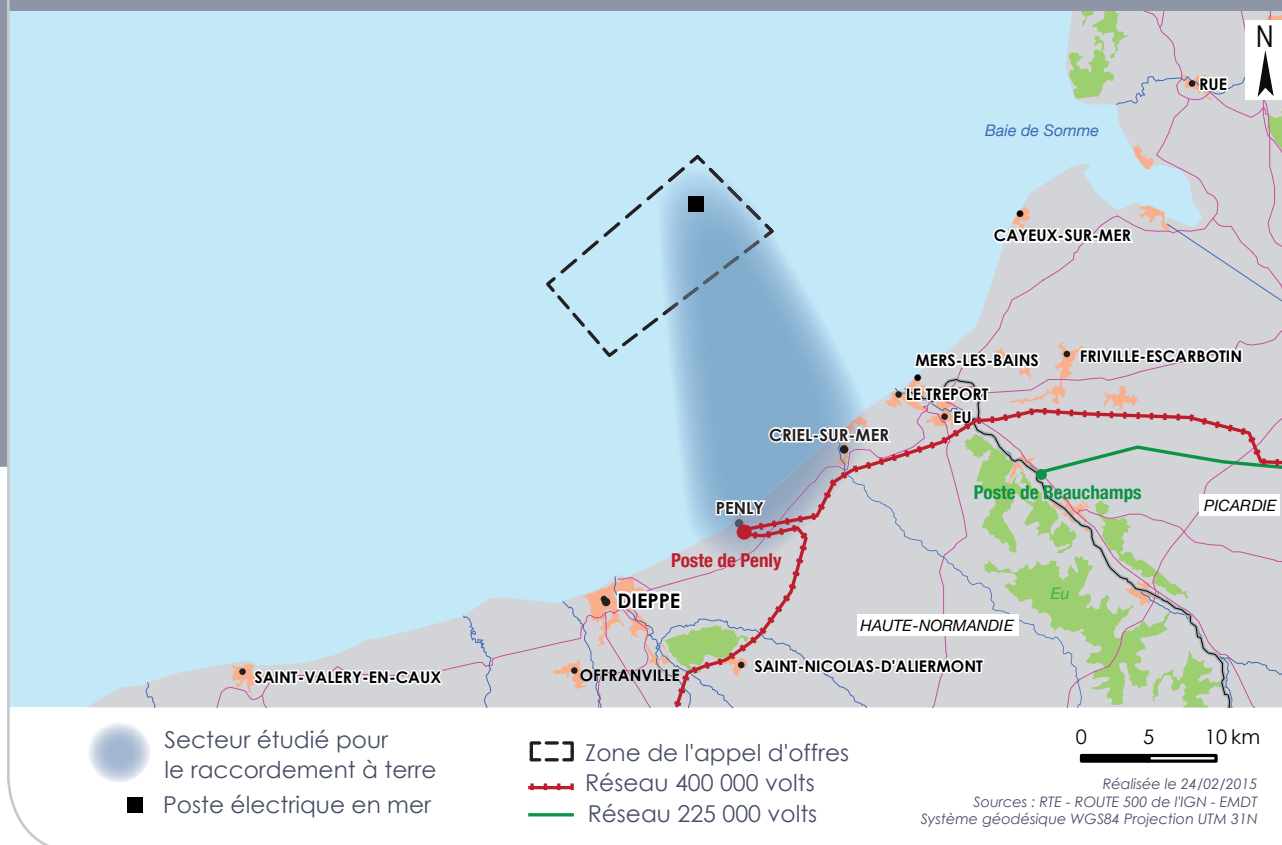 N
RUE
Baie de Somme
CAYEUX-SUR-MER
MERS-LES-BAINS
FRIVILLE-ESCARBOTIN
LE TRÉPORT
EU
CRIEL-SUR-MER
Poste de Beauchamps
PICARDIE
PENLY
Poste de Penly
Eu
DIEPPE
HAUTE-NORMANDIE
SAINT-NICOLAS-D'ALIERMONT
OFFRANVILLE
SAINT-VALERY-EN-CAUX
Secteur étudié pour
le raccordement à terre
Poste électrique en mer
Zone de l'appel d'offres
Réseau 400 000 volts
Réseau 225 000 volts
0 5 10 km
Réalisée le 24/02/2015
Sources : RTE - ROUTE 500 de l'IGN - EMDT
Système géodésique WGS84 Projection UTM 31N